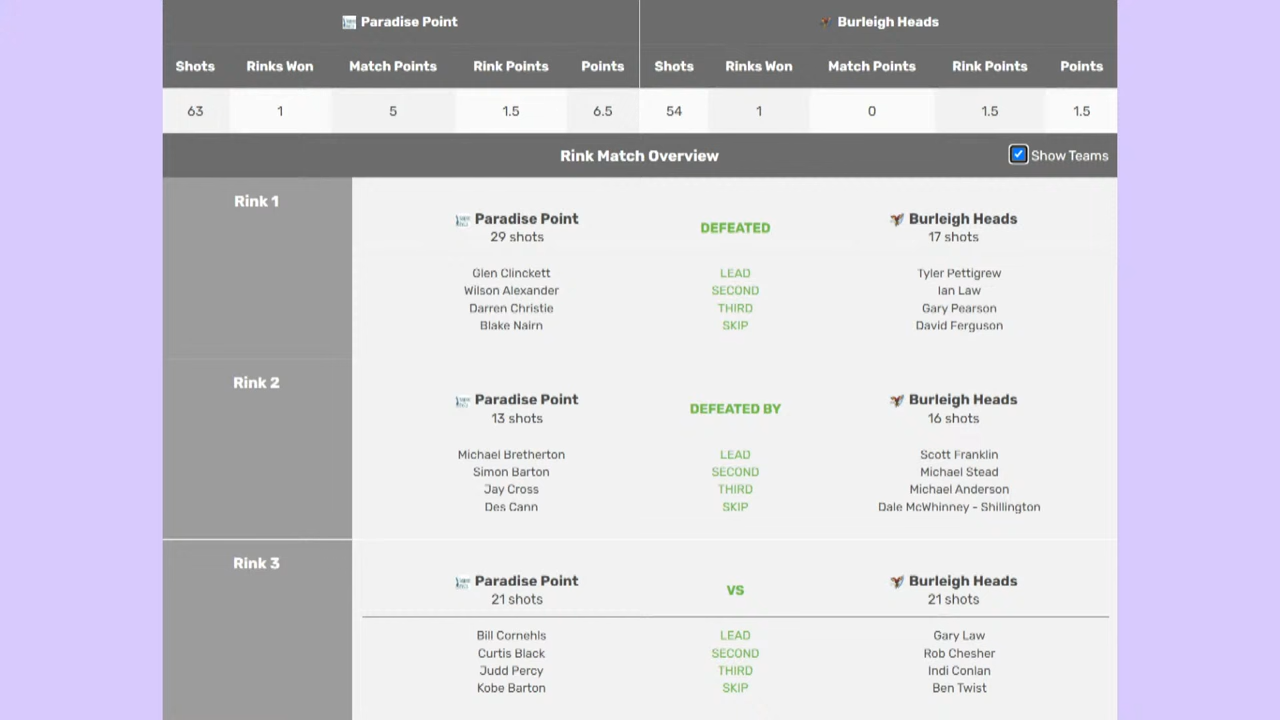 Paradise Point Burleigh Heads
Shots Rinks Won Match Points Rink Points Points Shots Rinks Won Match Points Rink Points Points
63 1 5 1.5 6.5 54 1 0 1.5 1.5
Rink Match Overview Show Teams
Rink 1
Paradise Point DEFEATED Burleigh Heads
29 shots 17 shots
Glen Clinckett LEAD Tyler Pettigrew
Wilson Alexander SECOND Ian Law
Darren Christie THIRD Gary Pearson
Blake Nairn SKIP David Ferguson
Rink 2
Paradise Point DEFEATED BY Burleigh Heads
13 shots 16 shots
Michael Bretherton LEAD Scott Franklin
Simon Barton SECOND Michael Stead
Jay Cross THIRD Michael Anderson
Des Cann SKIP Dale McWhinney - Shillington
Rink 3
Paradise Point VS Burleigh Heads
21 shots 21 shots
Bill Cornehls LEAD Gary Law
Curtis Black SECOND Rob Chesher
Judd Percy THIRD Indi Conlan
Kobe Barton SKIP Ben Twist